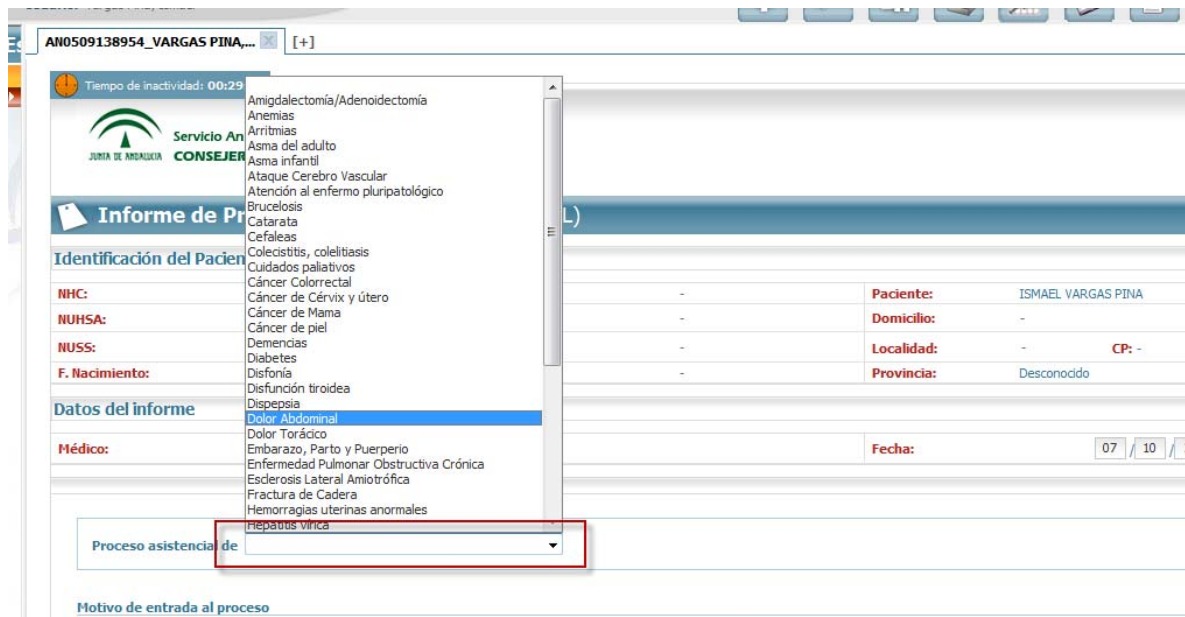 AN0509138954_VARGAS PINA,... [+]
Tiempo de inactividad: 00:29
JUNTA DE ANDALUCIA
Servicio An
CONSEJER
Informe de Pr L)
Identificación del Pacien
NHC: - Paciente: ISMAEL VARGAS PINA
NUHSA: - Domicilio: -
NUSS: - Localidad: - CP: -
F. Nacimiento: - Provincia: Desconocido
Datos del informe
Médico: Fecha: 07 / 10 /
Amigdalectomía/Adenoidectomía
Anemias
Arritmias
Asma del adulto
Asma infantil
Ataque Cerebro Vascular
Atención al enfermo pluripatológico
Brucelosis
Catarata
Cefaleas
Colecistitis, colelitiasis
Cuidados paliativos
Cáncer Colorrectal
Cáncer de Cérvix y útero
Cáncer de Mama
Cáncer de piel
Demencias
Diabetes
Disfonía
Disfunción tiroidea
Dispepsia
Dolor Abdominal
Dolor Torácico
Embarazo, Parto y Puerperio
Enfermedad Pulmonar Obstructiva Crónica
Esclerosis Lateral Amiotrófica
Fractura de Cadera
Hemorragias uterinas anormales
Hepatitis vírica
Proceso asistencial de
Motivo de entrada al proceso